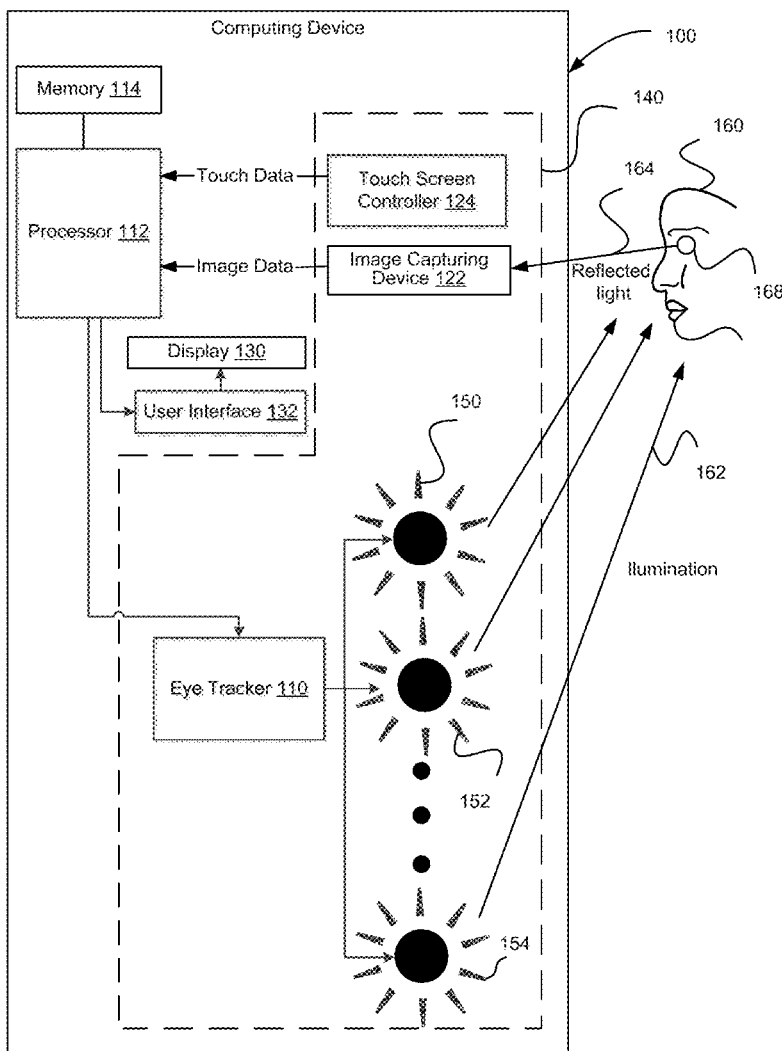 Computing Device
100
Memory 114
140
160
Touch Data
Touch Screen
Controller 124
164
Processor 112
Image Data
Image Capturing
Device 122
Reflected
light
168
Display 130
User Interface 132
150
162
Illumination
Eye Tracker 110
152
154